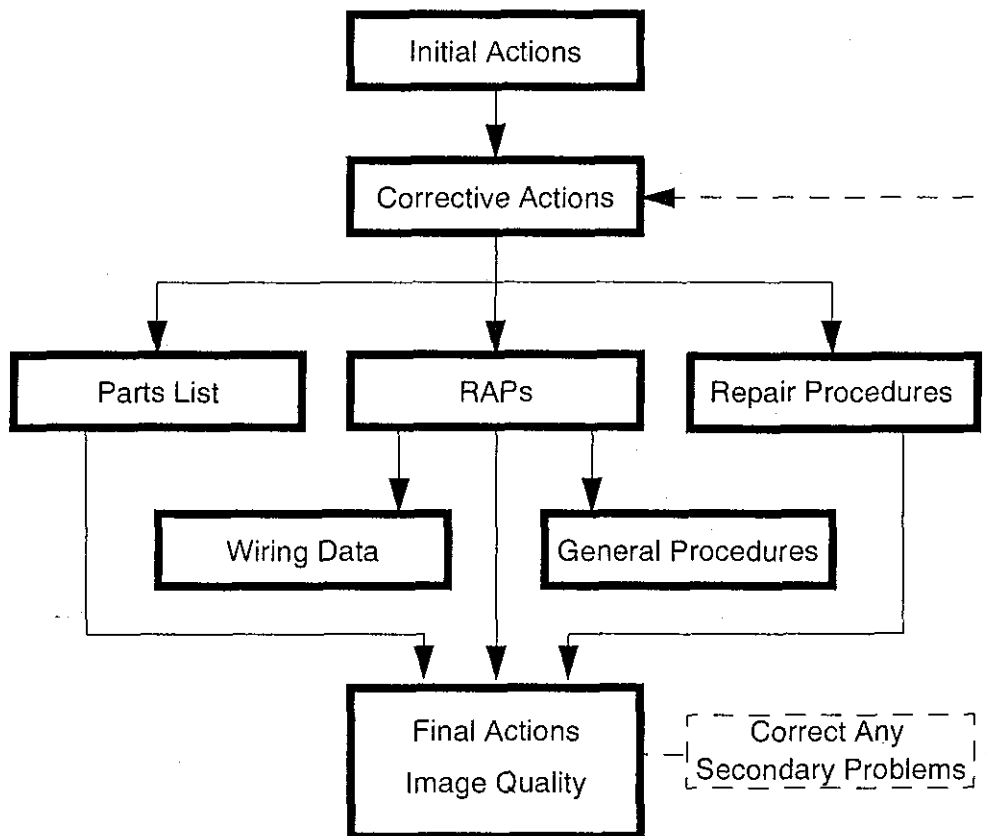 Initial Actions
Corrective Actions
Parts List
RAPs
Repair Procedures
Wiring Data
General Procedures
Final Actions
Image Quality
Correct Any
Secondary Problems